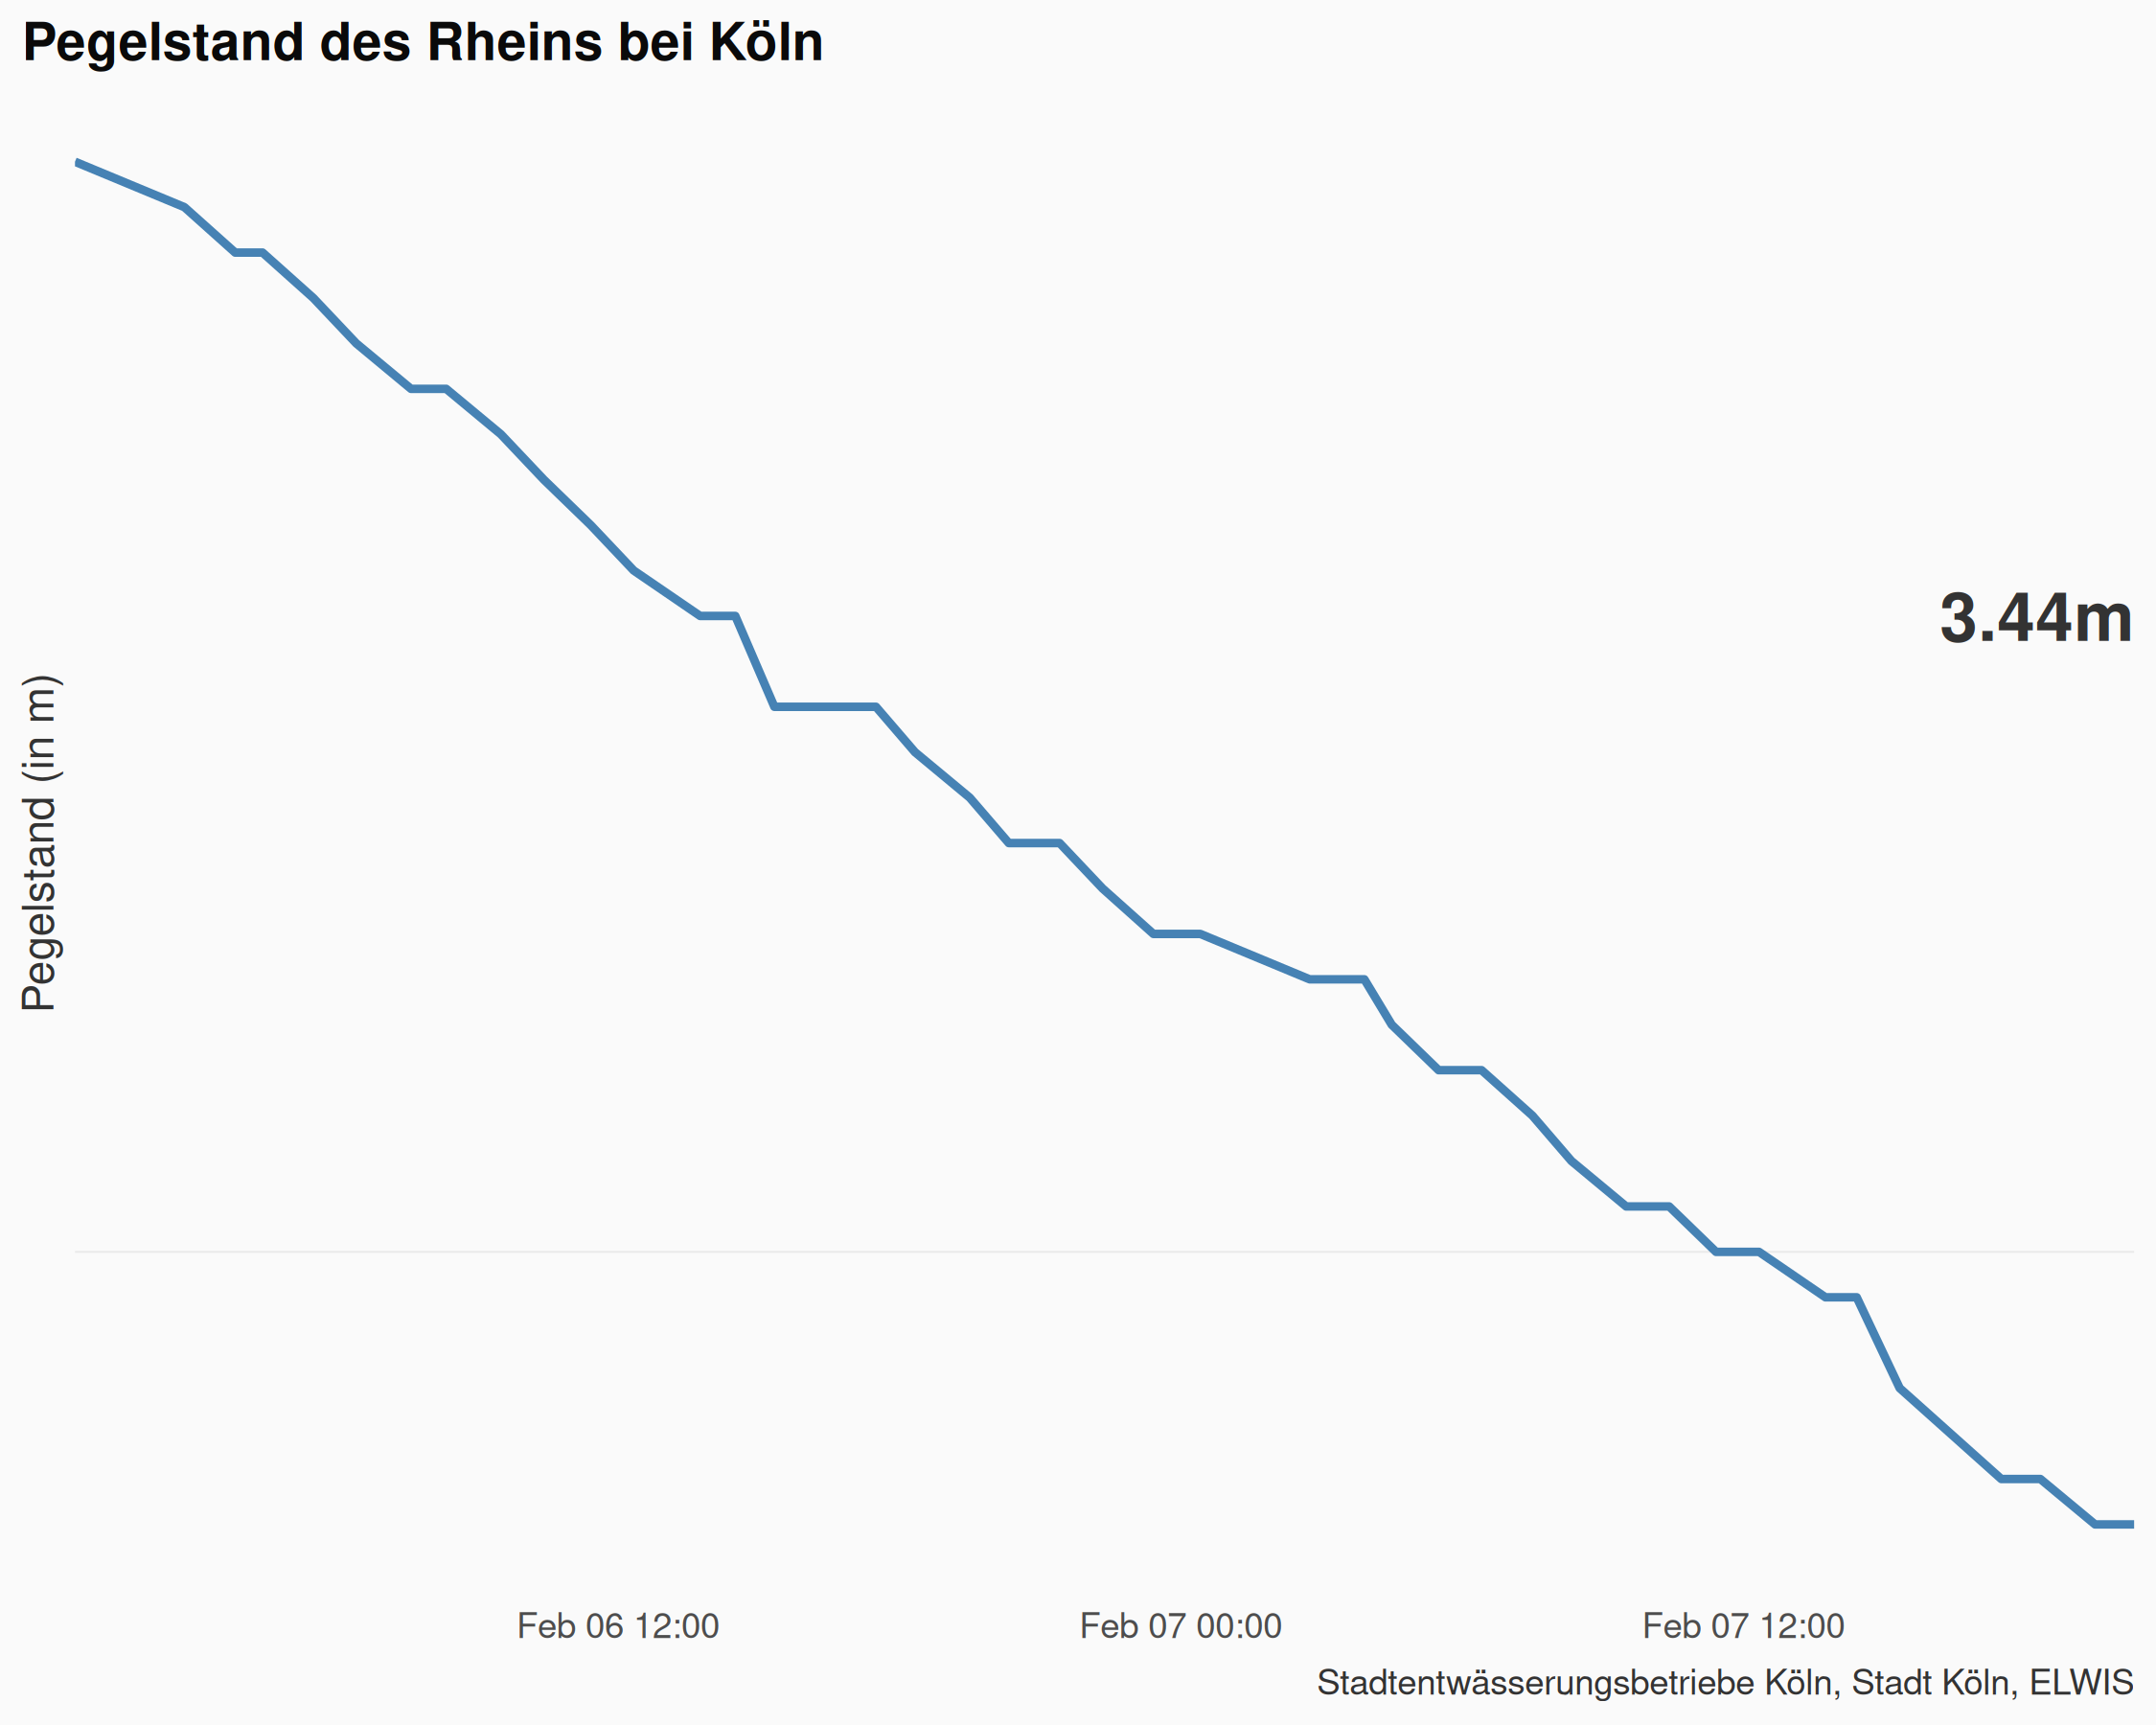 Pegelstand des Rheins bei Köln
3.44m
Pegelstand (in m)
Feb 06 12:00
Feb 07 00:00
Feb 07 12:00
Stadtentwässerungsbetriebe Köln, Stadt Köln, ELWIS